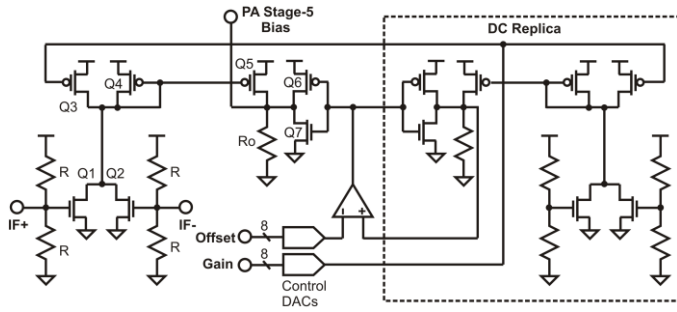 PA Stage-5
Bias
DC Replica
Q3
Q4
Q5
Q6
Q7
Ro
Q1
Q2
R
R
R
R
IF+
IF-
Offset
8
Gain
8
Control
DACs
-
+